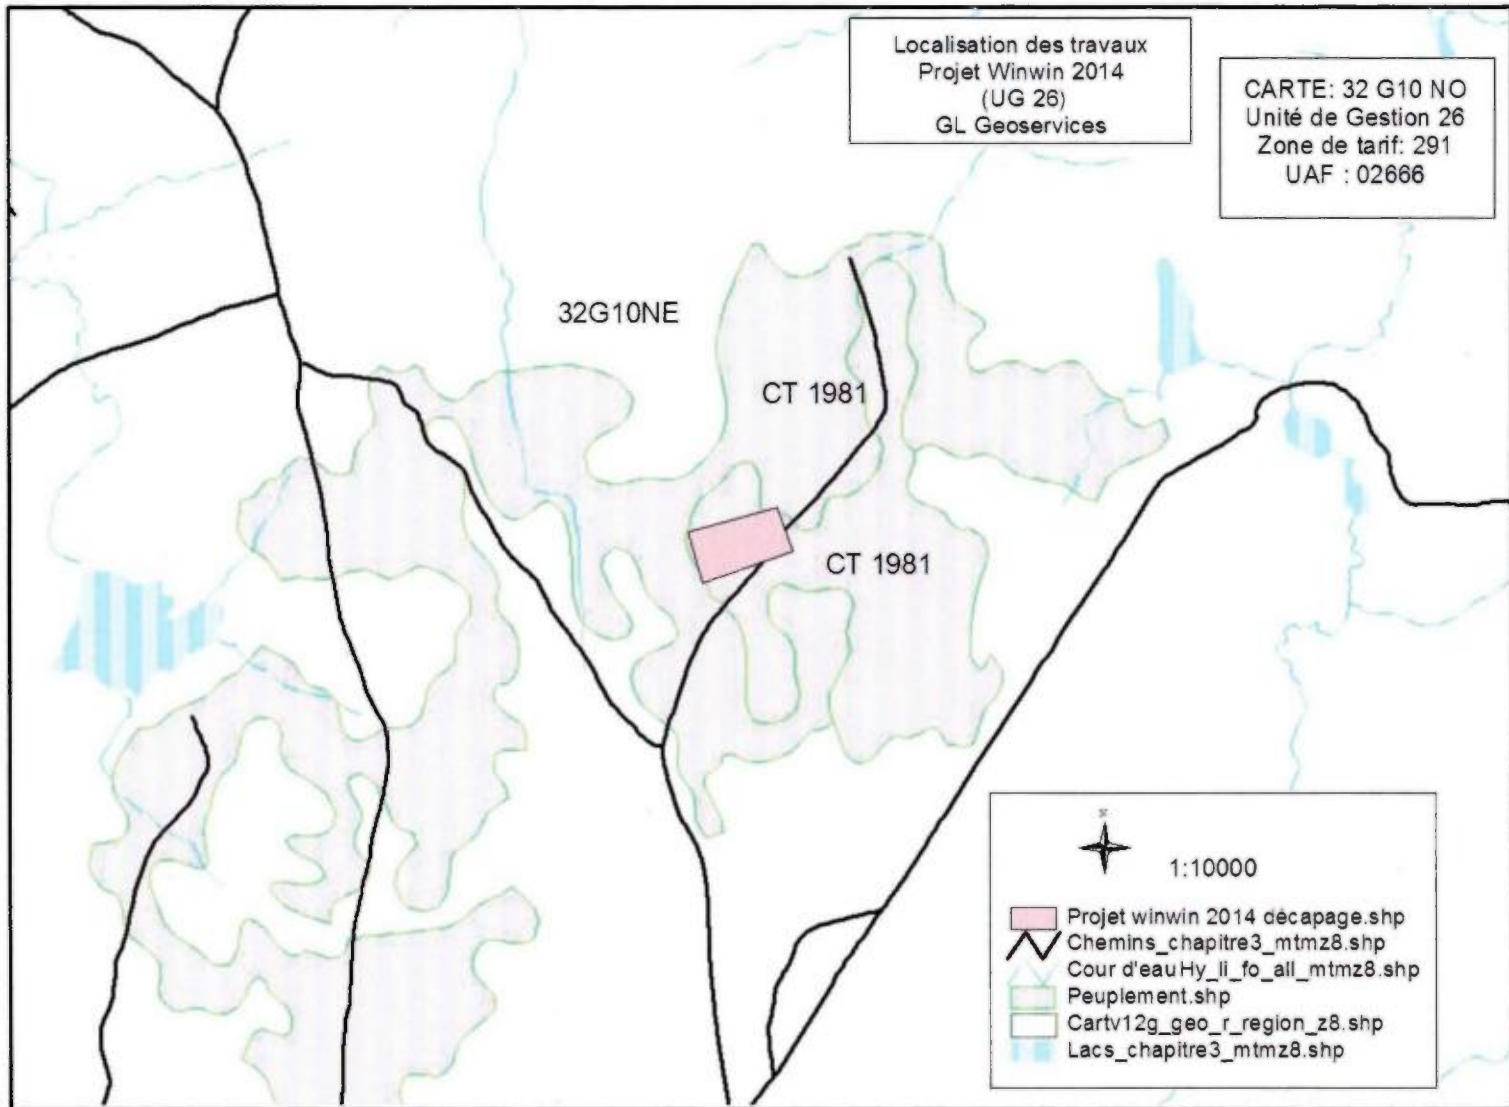 Localisation des travaux
Projet Winwin 2014
(UG 26)
GL Geoservices
CARTE: 32 G10 NO
Unité de Gestion 26
Zone de tarif: 291
UAF : 02666
32G10NE
CT 1981
CT 1981
1:10000
Projet winwin 2014 décapage.shp
Chemins_chapitre3_mtmz8.shp
Cour d'eau Hy_li_fo_all_mtmz8.shp
Peuplement.shp
Cartv12g_geo_r_region_z8.shp
Lacs_chapitre3_mtmz8.shp